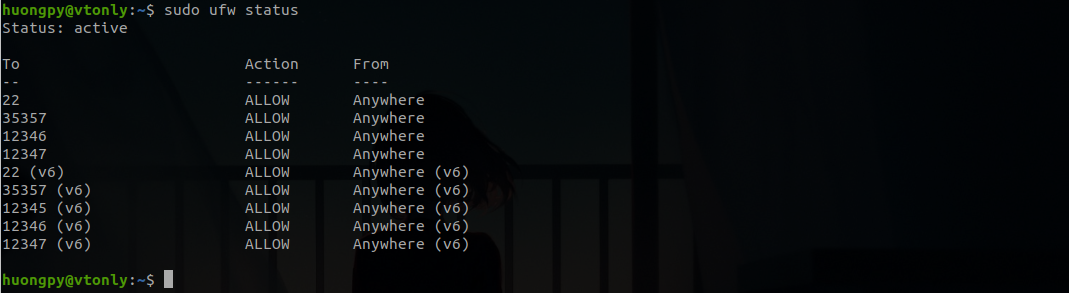 huongpy@vtonly:~$ sudo ufw status
Status: active
To                         Action      From
--                         ------      ----
22                         ALLOW       Anywhere
35357                      ALLOW       Anywhere
12346                      ALLOW       Anywhere
12347                      ALLOW       Anywhere
22 (v6)                    ALLOW       Anywhere (v6)
35357 (v6)                 ALLOW       Anywhere (v6)
12345 (v6)                 ALLOW       Anywhere (v6)
12346 (v6)                 ALLOW       Anywhere (v6)
12347 (v6)                 ALLOW       Anywhere (v6)
huongpy@vtonly:~$